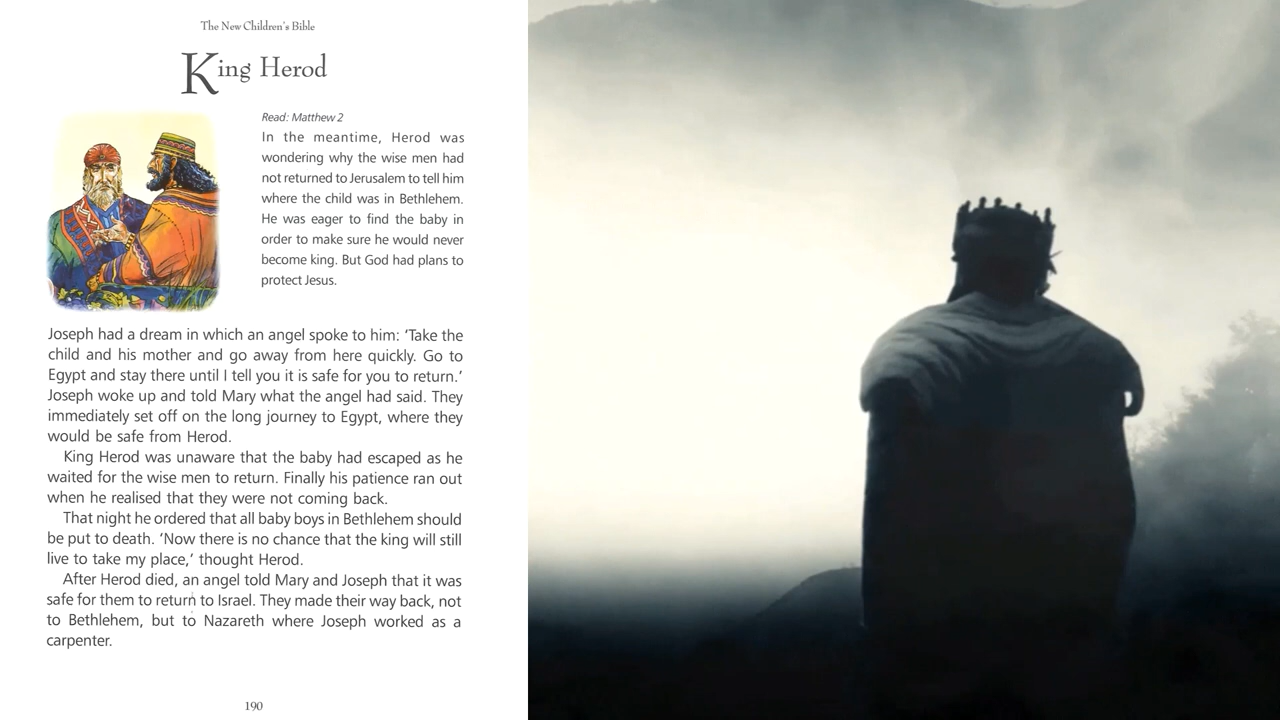 The New Children's Bible
King Herod
Read: Matthew 2
In the meantime, Herod was
wondering why the wise men had
not returned to Jerusalem to tell him
where the child was in Bethlehem.
He was eager to find the baby in
order to make sure he would never
become king. But God had plans to
protect Jesus.
Joseph had a dream in which an angel spoke to him: ‘Take the
child and his mother and go away from here quickly. Go to
Egypt and stay there until I tell you it is safe for you to return.’
Joseph woke up and told Mary what the angel had said. They
immediately set off on the long journey to Egypt, where they
would be safe from Herod.
King Herod was unaware that the baby had escaped as he
waited for the wise men to return. Finally his patience ran out
when he realised that they were not coming back.
That night he ordered that all baby boys in Bethlehem should
be put to death. ‘Now there is no chance that the king will still
live to take my place,’ thought Herod.
After Herod died, an angel told Mary and Joseph that it was
safe for them to return to Israel. They made their way back, not
to Bethlehem, but to Nazareth where Joseph worked as a
carpenter.
190